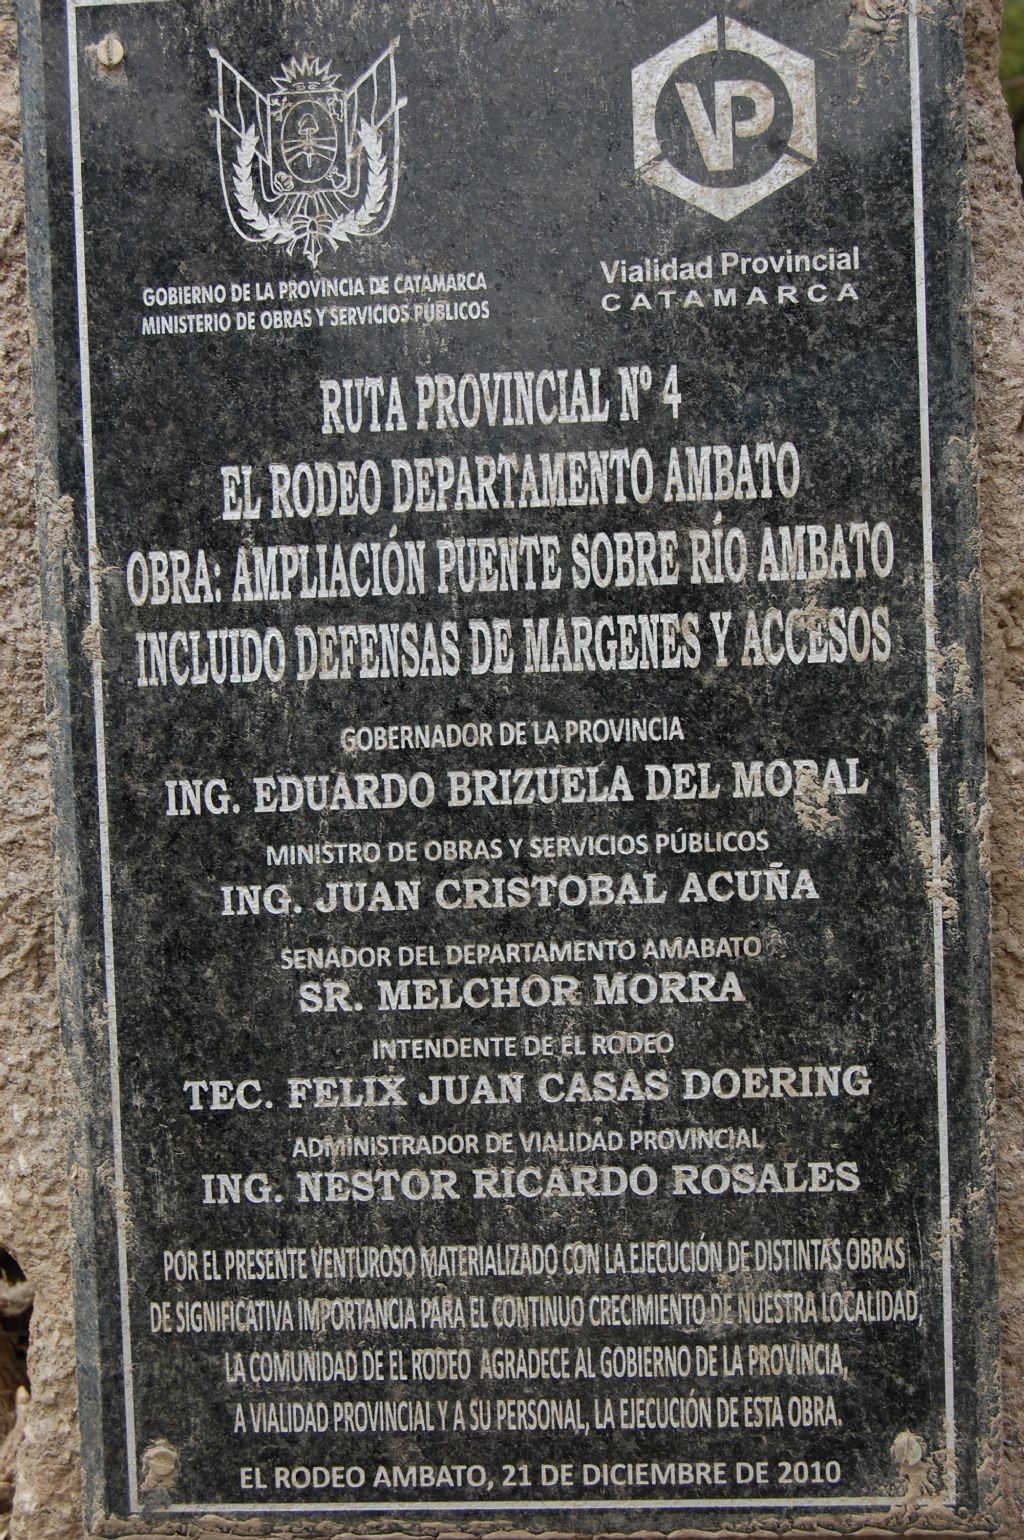 VP
GOBIERNO DE LA PROVINCIA DE CATAMARCA
MINISTERIO DE OBRAS Y SERVICIOS PÚBLICOS
Vialidad Provincial
CATAMARCA
RUTA PROVINCIAL Nº 4
EL RODEO DEPARTAMENTO AMBATO
OBRA: AMPLIACIÓN PUENTE SOBRE RÍO AMBATO
INCLUIDO DEFENSAS DE MARGENES Y ACCESOS
GOBERNADOR DE LA PROVINCIA
ING. EDUARDO BRIZUELA DEL MORAL
MINISTRO DE OBRAS Y SERVICIOS PÚBLICOS
ING. JUAN CRISTOBAL ACUÑA
SENADOR DEL DEPARTAMENTO AMABATO
SR. MELCHOR MORRA
INTENDENTE DE EL RODEO
TEC. FELIX JUAN CASAS DOERING
ADMINISTRADOR DE VIALIDAD PROVINCIAL
ING. NESTOR RICARDO ROSALES
POR EL PRESENTE VENTUROSO MATERIALIZADO CON LA EJECUCIÓN DE DISTINTAS OBRAS
DE SIGNIFICATIVA IMPORTANCIA PARA EL CONTINUO CRECIMIENTO DE NUESTRA LOCALIDAD,
LA COMUNIDAD DE EL RODEO AGRADECE AL GOBIERNO DE LA PROVINCIA,
A VIALIDAD PROVINCIAL Y A SU PERSONAL, LA EJECUCIÓN DE ESTA OBRA.
EL RODEO AMBATO, 21 DE DICIEMBRE DE 2010